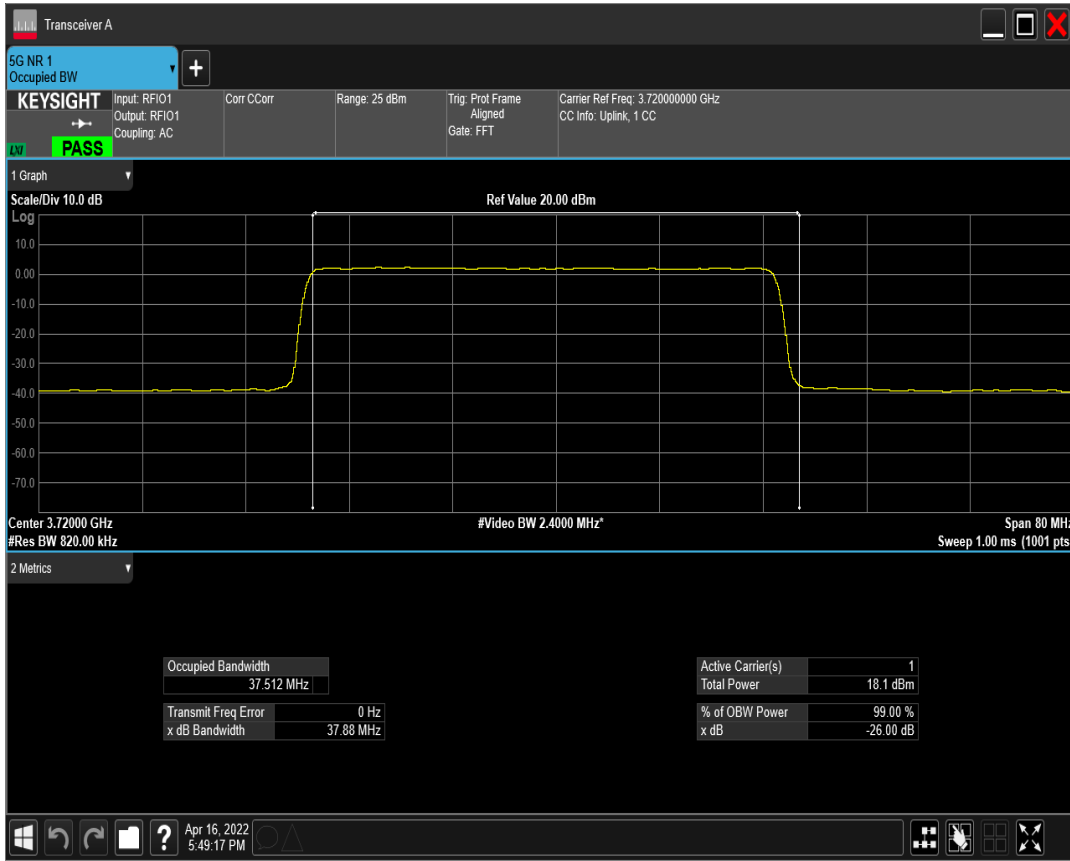 Transceiver A
5G NR 1
Occupied BW
+
KEYSIGHT
LXI
PASS
Input: RFIO1
Output: RFIO1
Coupling: AC
Corr CCorr
Range: 25 dBm
Trig: Prot Frame
Aligned
Gate: FFT
Carrier Ref Freq: 3.720000000 GHz
CC Info: Uplink, 1 CC
1 Graph
Scale/Div 10.0 dB
Ref Value 20.00 dBm
Log
10.0
0.00
-10.0
-20.0
-30.0
-40.0
-50.0
-60.0
-70.0
Center 3.72000 GHz
#Video BW 2.4000 MHz*
Span 80 MHz
#Res BW 820.00 kHz
Sweep 1.00 ms (1001 pts
2 Metrics
Occupied Bandwidth
37.512 MHz
Transmit Freq Error 0 Hz
x dB Bandwidth 37.88 MHz
Active Carrier(s) 1
Total Power 18.1 dBm
% of OBW Power 99.00 %
x dB -26.00 dB
?
Apr 16, 2022
5:49:17 PM